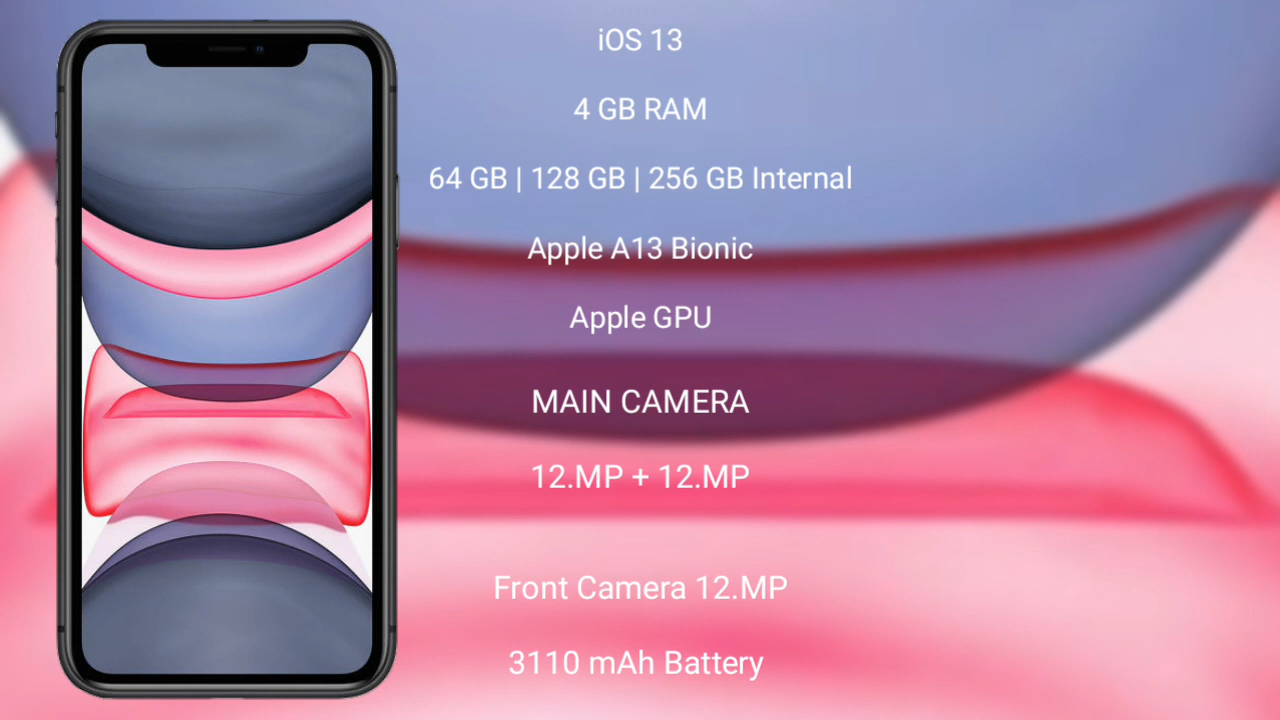 iOS 13
4 GB RAM
64 GB | 128 GB | 256 GB Internal
Apple A13 Bionic
Apple GPU
MAIN CAMERA
12.MP + 12.MP
Front Camera 12.MP
3110 mAh Battery